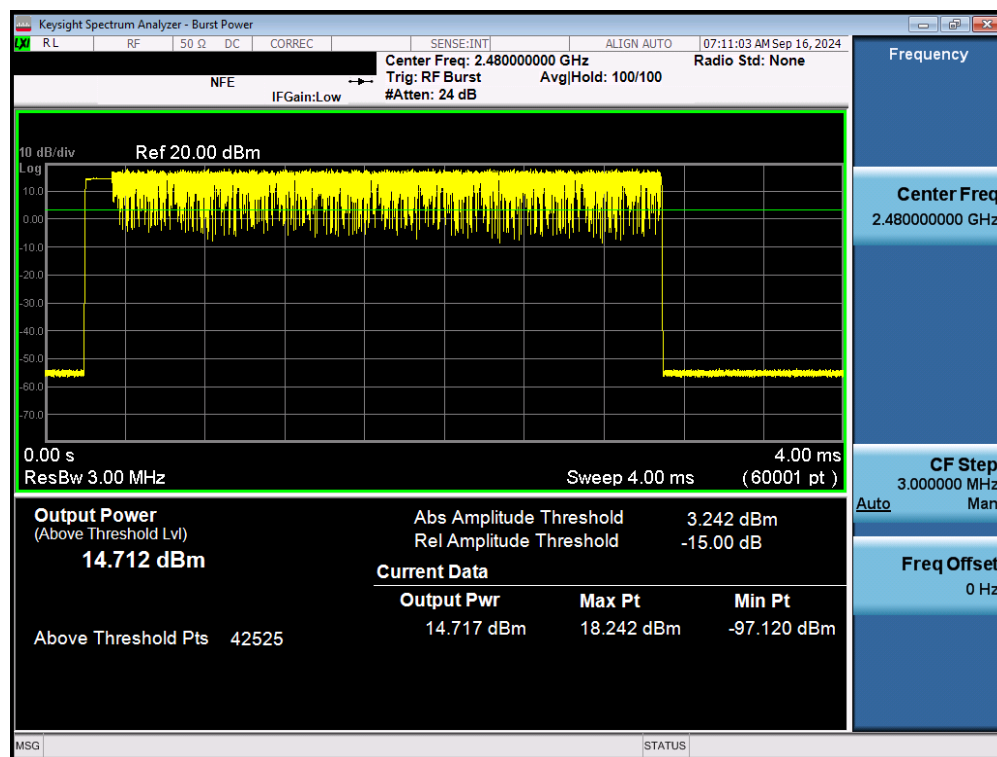 Keysight Spectrum Analyzer - Burst Power
LXI RL RF 50 Ω DC CORREC SENSE:INT ALIGN AUTO 07:11:03 AM Sep 16, 2024
NFE
IFGain:Low
Center Freq: 2.480000000 GHz
Trig: RF Burst Avg|Hold: 100/100
#Atten: 24 dB
Radio Std: None
10 dB/div Ref 20.00 dBm
Log
10.0
0.00
-10.0
-20.0
-30.0
-40.0
-50.0
-60.0
-70.0
0.00 s 4.00 ms
ResBw 3.00 MHz Sweep 4.00 ms (60001 pt )
Output Power
(Above Threshold Lvl)
14.712 dBm
Above Threshold Pts 42525
Abs Amplitude Threshold 3.242 dBm
Rel Amplitude Threshold -15.00 dB
Current Data
Output Pwr Max Pt Min Pt
14.717 dBm 18.242 dBm -97.120 dBm
Frequency
Center Freq
2.480000000 GHz
CF Step
3.000000 MHz
Auto Man
Freq Offset
0 Hz
MSG STATUS